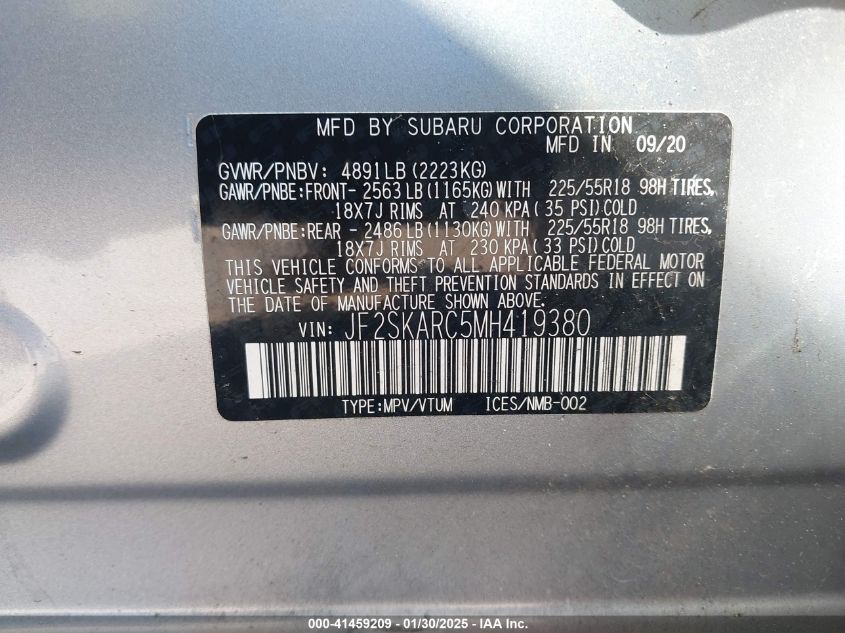 MFD BY SUBARU CORPORATION
MFD IN 09/20
GVWR/PNBV: 4891LB (2223KG)
GAWR/PNBE:FRONT- 2563LB(1165KG)WITH 225/55R18 98H TIRES,
18X7J RIMS AT 240 KPA( 35 PSI)COLD
GAWR/PNBE:REAR - 2486LB(1130KG)WITH 225/55R18 98H TIRES,
18X7J RIMS AT 230 KPA( 33 PSI)COLD
THIS VEHICLE CONFORMS TO ALL APPLICABLE FEDERAL MOTOR
VEHICLE SAFETY AND THEFT PREVENTION STANDARDS IN EFFECT ON
THE DATE OF MANUFACTURE SHOWN ABOVE.
VIN: JF2SKARC5MH419380
TYPE:MPV/VTUM ICES/NMB-002
000-41459209 - 01/30/2025 - IAA Inc.